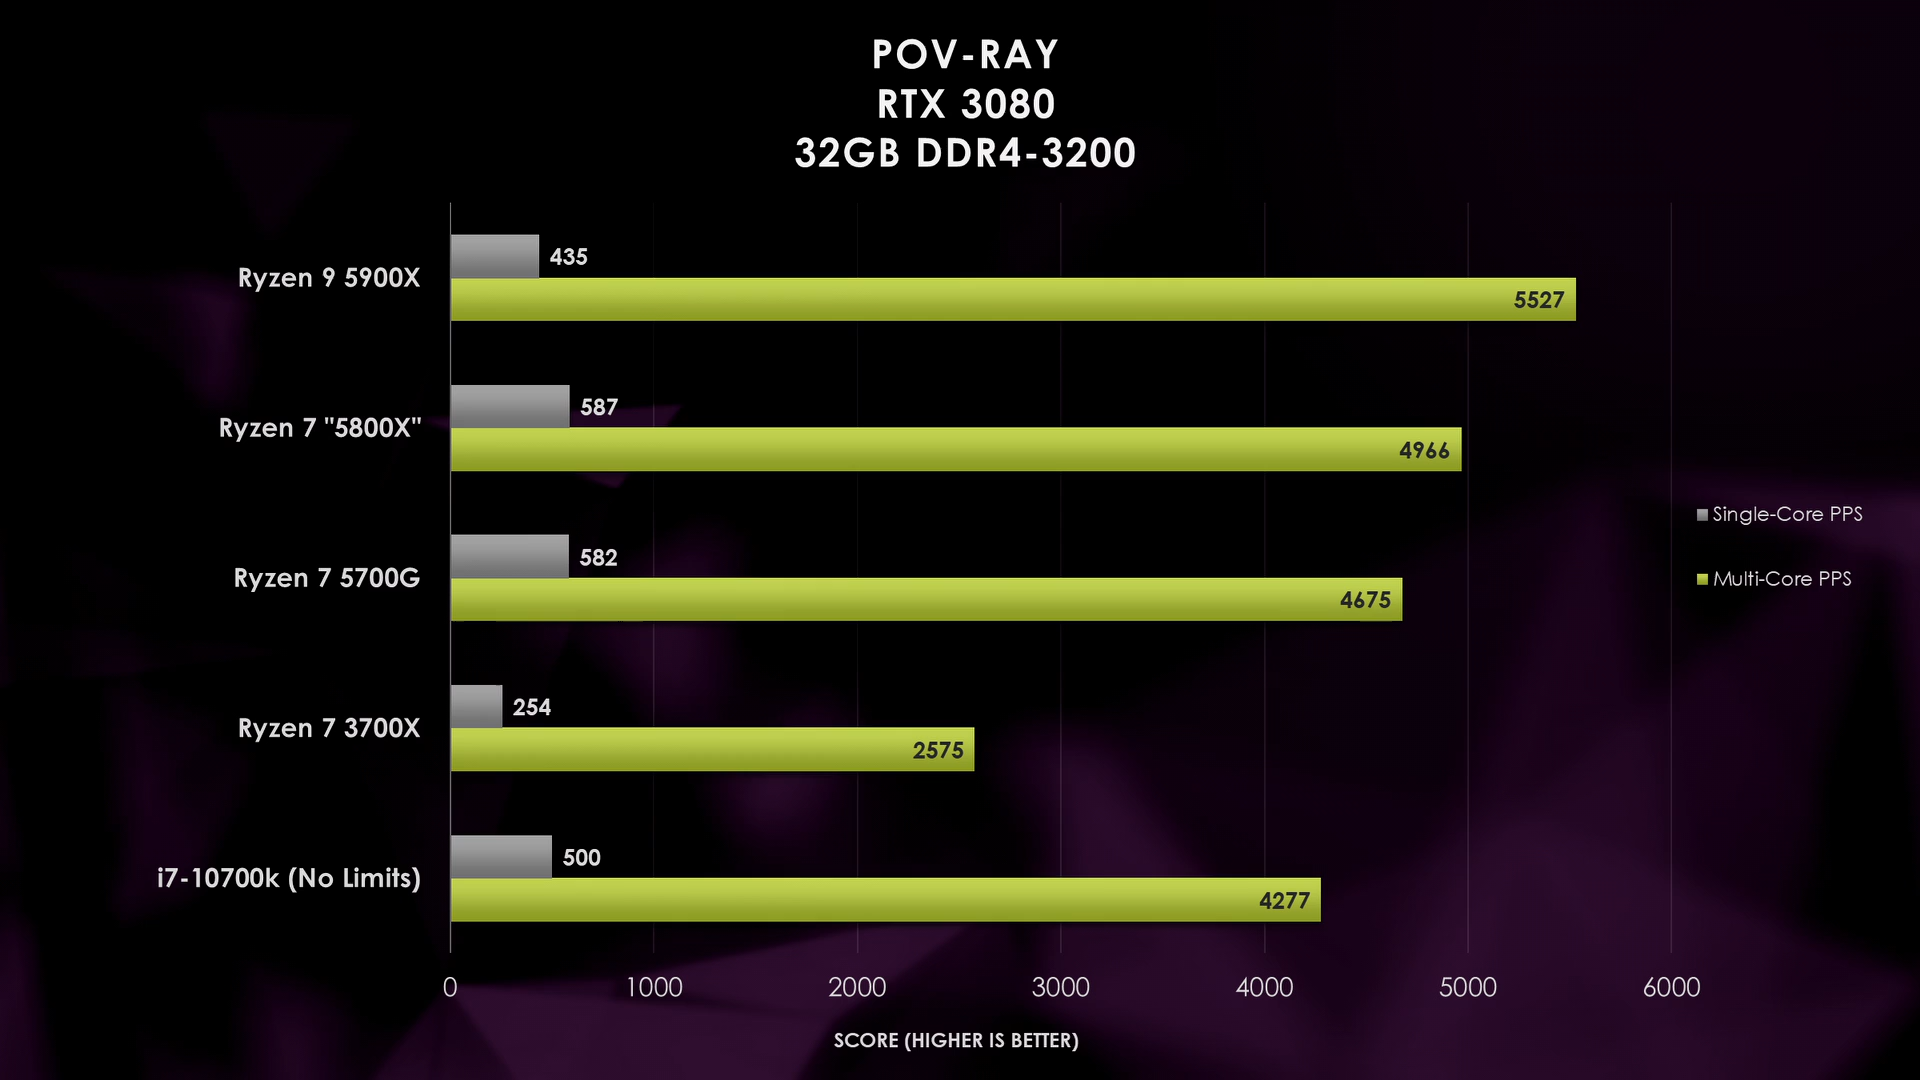 POV-RAY
RTX 3080
32GB DDR4-3200
Ryzen 9 5900X
435
5527
Ryzen 7 "5800X"
587
4966
Ryzen 7 5700G
582
4675
Ryzen 7 3700X
254
2575
i7-10700k (No Limits)
500
4277
Single-Core PPS
Multi-Core PPS
0 1000 2000 3000 4000 5000 6000
SCORE (HIGHER IS BETTER)